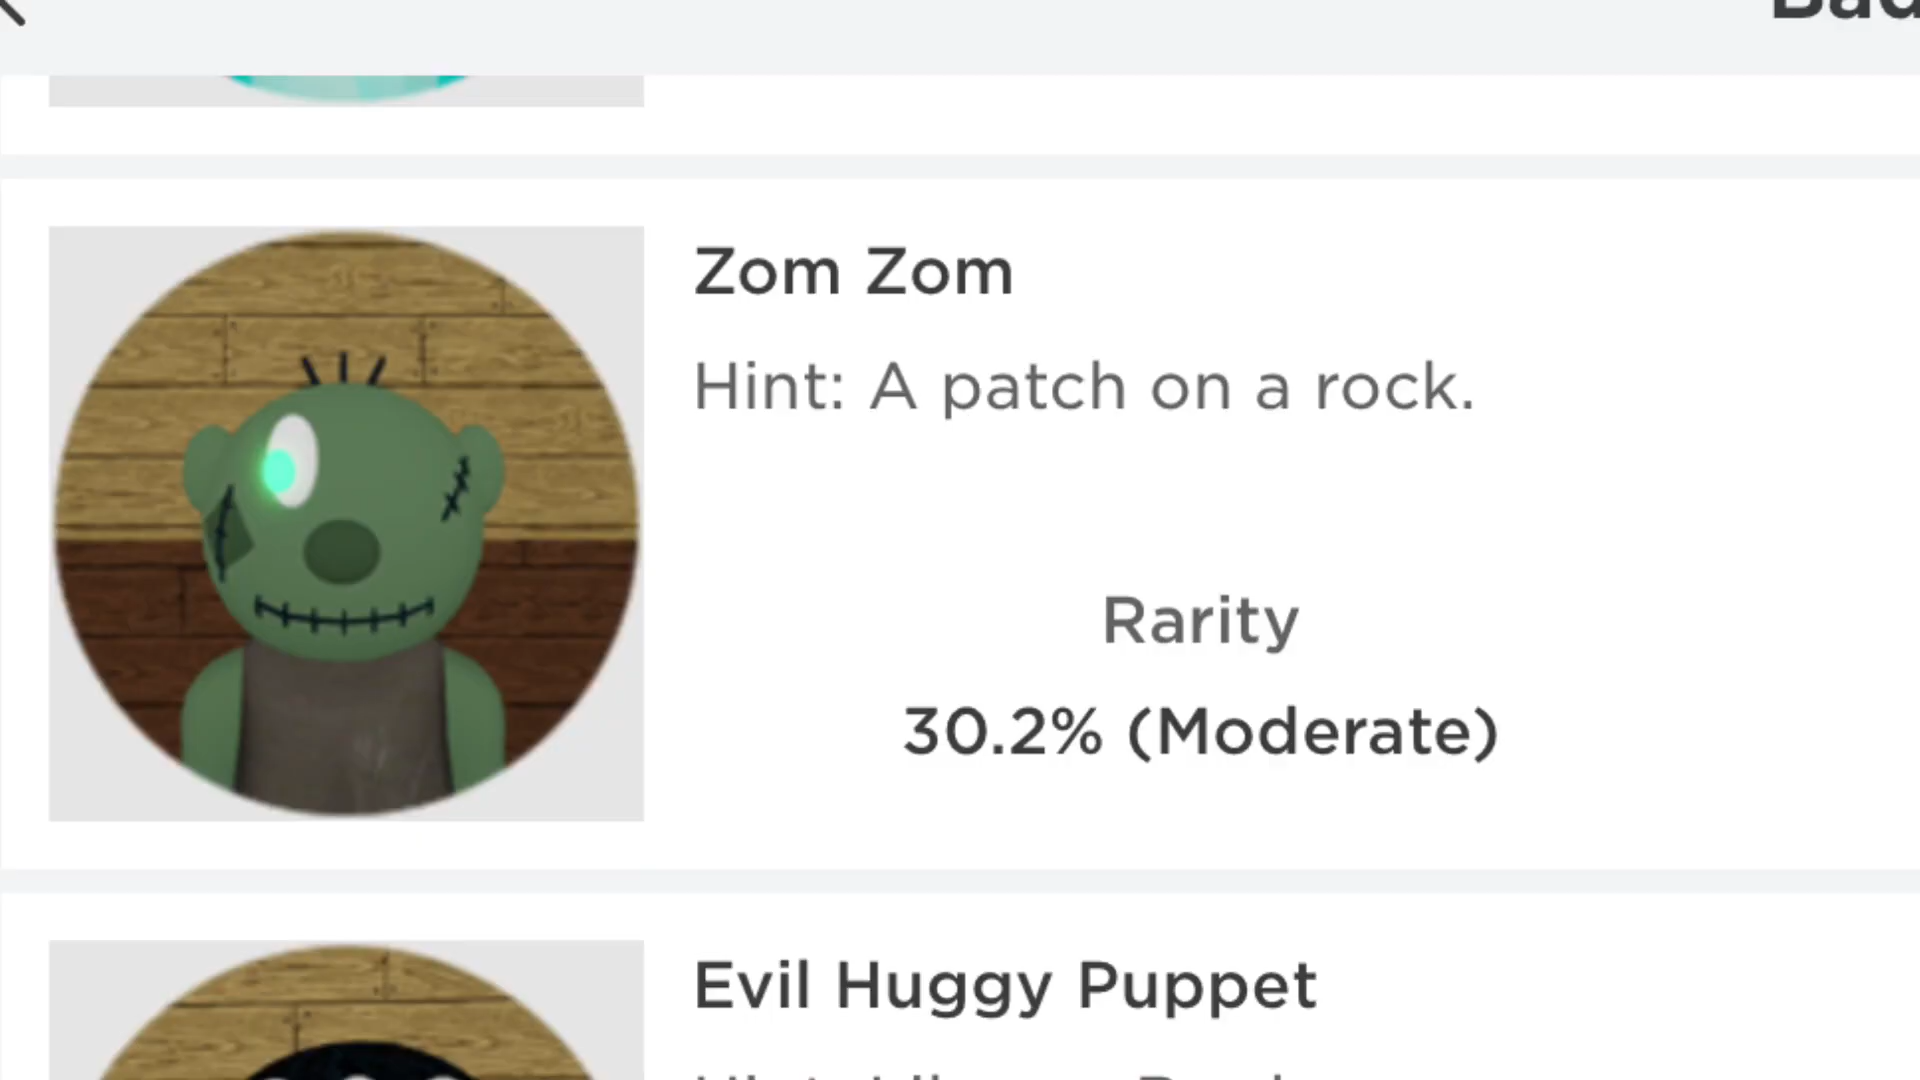 Zom Zom
Hint: A patch on a rock.
Rarity
30.2% (Moderate)
Evil Huggy Puppet